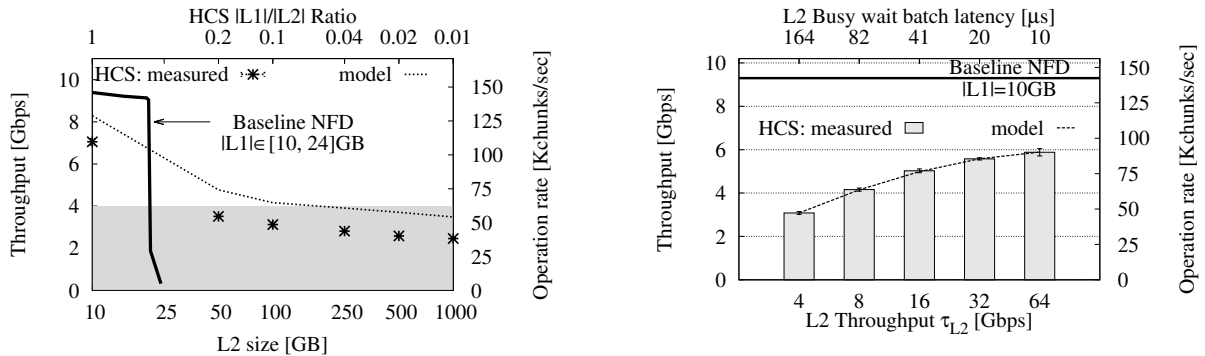 HCS |L1|/|L2| Ratio
1 0.2 0.1 0.04 0.02 0.01
Throughput [Gbps]
10
8
6
4
2
0
HCS: measured
model
Baseline NFD
|L1|∈[10, 24]GB
150
125
100
75
50
25
0
Operation rate [Kchunks/sec]
10 25 50 100 250 500 1000
L2 size [GB]
L2 Busy wait batch latency [μs]
164 82 41 20 10
Throughput [Gbps]
10
8
6
4
2
0
Baseline NFD
|L1|=10GB
HCS: measured
model
150
125
100
75
50
25
0
Operation rate [Kchunks/sec]
4 8 16 32 64
L2 Throughput τL2 [Gbps]